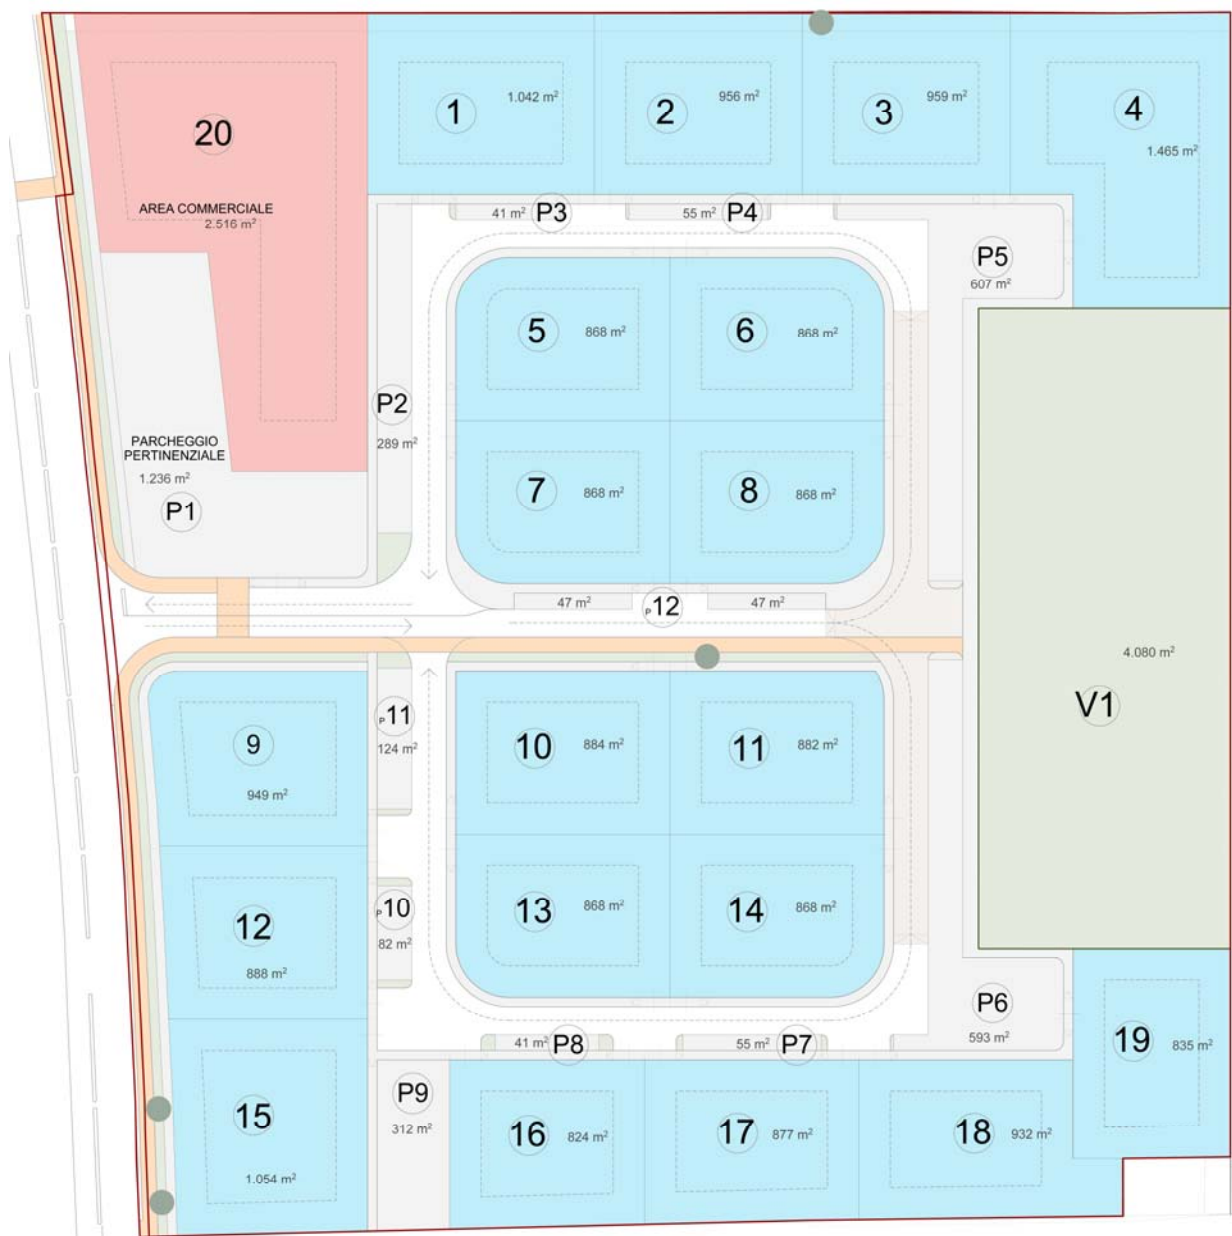 20
AREA COMMERCIALE
2.516 m²
1
1.042 m²
2
956 m²
3
959 m²
4
1.465 m²
41 m²
P3
55 m²
P4
P5
607 m²
5
868 m²
6
868 m²
P2
289 m²
PARCHEGGIO
PERTINENZIALE
1.236 m²
P1
7
868 m²
8
868 m²
47 m²
P12
47 m²
4.080 m²
V1
9
949 m²
P11
124 m²
10
884 m²
11
882 m²
12
888 m²
P10
82 m²
13
868 m²
14
868 m²
P6
593 m²
41 m²
P8
55 m²
P7
19
835 m²
15
1.054 m²
P9
312 m²
16
824 m²
17
877 m²
18
932 m²